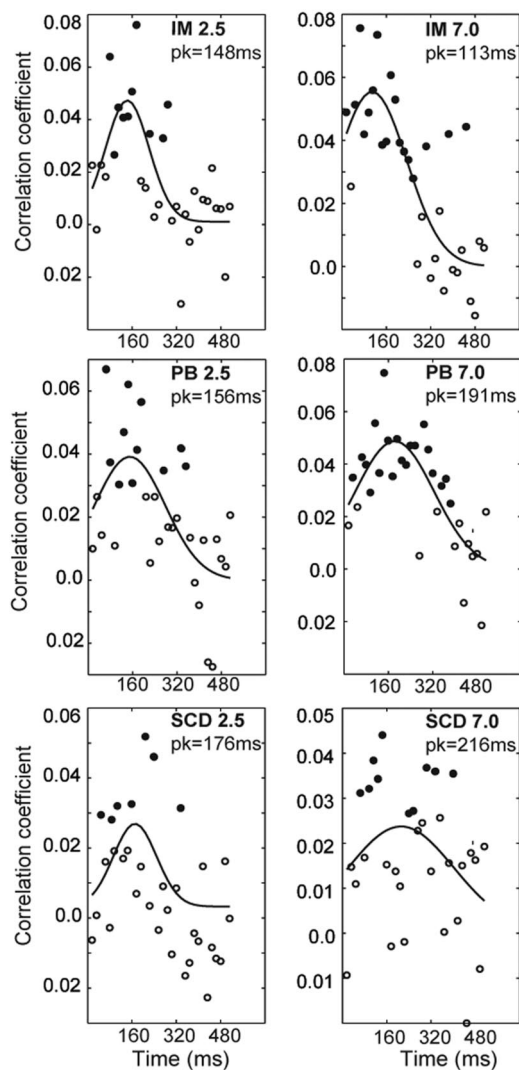 IM 2.5
pk=148ms
0.08
0.06
0.04
0.02
0.0
0.02
Correlation coefficient
160 320 480
IM 7.0
pk=113ms
0.08
0.06
0.04
0.02
0.0
160 320 480
PB 2.5
pk=156ms
0.06
0.04
0.02
0.0
0.02
Correlation coefficient
160 320 480
PB 7.0
pk=191ms
0.08
0.06
0.04
0.02
0.0
0.02
160 320 480
SCD 2.5
pk=176ms
0.06
0.04
0.02
0.0
0.02
Correlation coefficient
160 320 480
Time (ms)
SCD 7.0
pk=216ms
0.05
0.04
0.03
0.02
0.01
0.0
0.01
160 320 480
Time (ms)